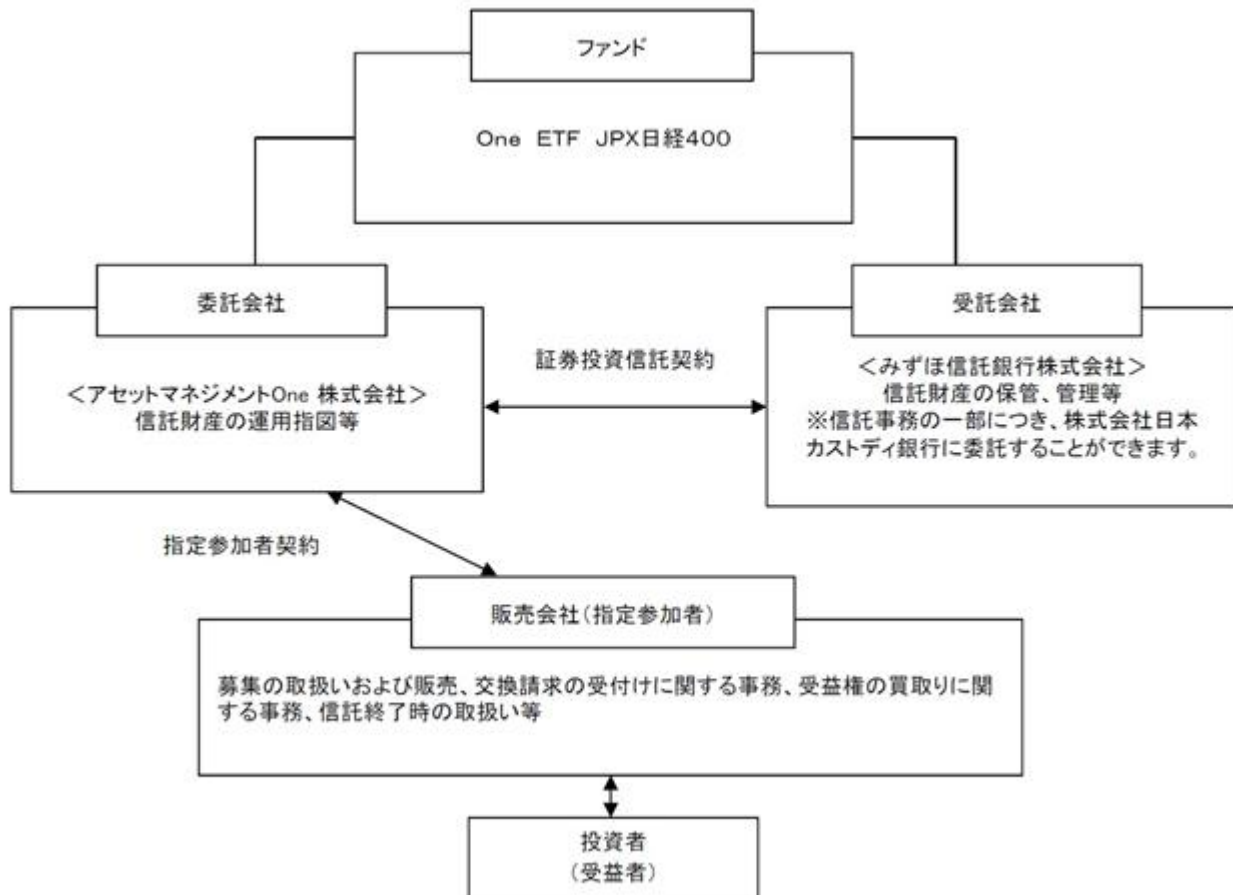 ファンド
One ETF JPX日経400
委託会社
受託会社
<アセットマネジメントOne 株式会社>
信託財産の運用指図等
証券投資信託契約
<みずほ信託銀行株式会社>
信託財産の保管、管理等
※信託事務の一部につき、株式会社日本
カストディ銀行に委託することができます。
指定参加者契約
販売会社(指定参加者)
募集の取扱いおよび販売、交換請求の受付けに関する事務、受益権の買取りに関
する事務、信託終了時の取扱い等
投資者
(受益者)